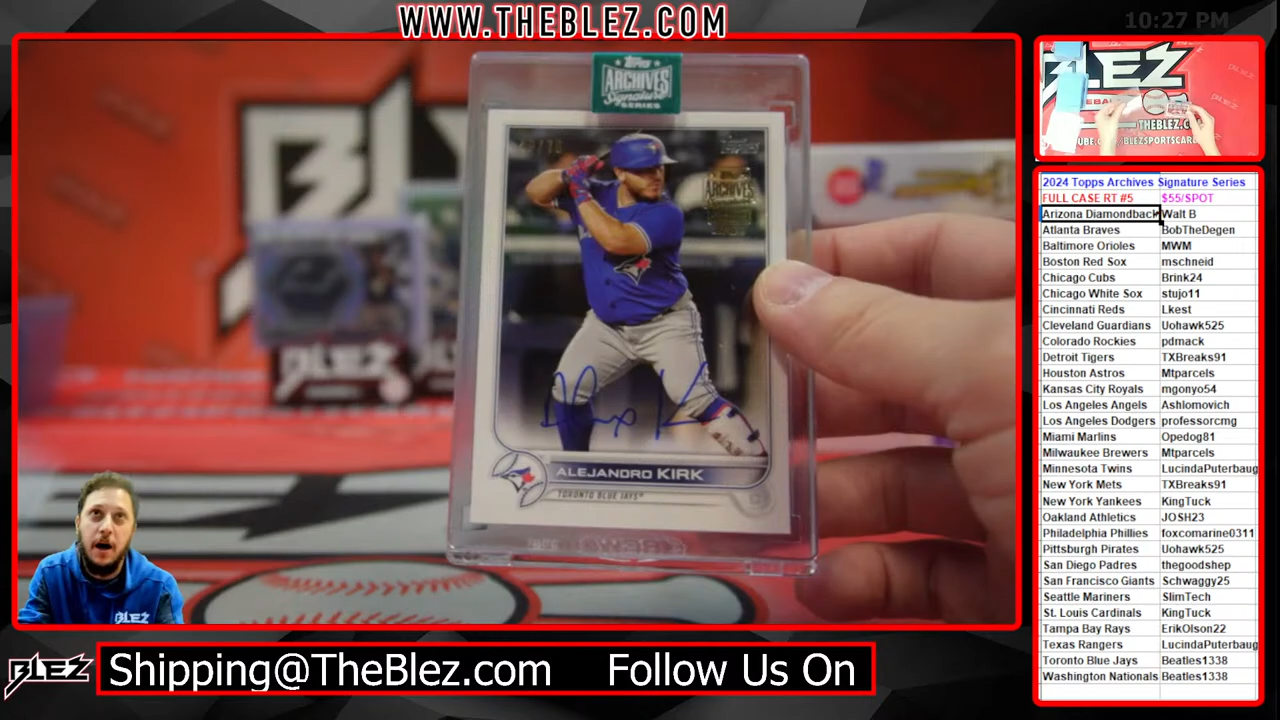 WWW.THEBLEZ.COM
10:27 PM
TOPPS
ARCHIVES
Signature
SERIES
ARCHIVES
ALEJANDRO KIRK
TORONTO BLUE JAYS
BLEZ
BLEZ
BLEZ
THEBLEZ.C
2024 Topps Archives Signature Series
FULL CASE RT #5 $55/SPOT
Arizona Diamondback Walt B
Atlanta Braves BobTheDegen
Baltimore Orioles MWM
Boston Red Sox mschneid
Chicago Cubs Brink24
Chicago White Sox stujo11
Cincinnati Reds Lkest
Cleveland Guardians Uohawk525
Colorado Rockies pdmack
Detroit Tigers TXBreaks91
Houston Astros Mtparcels
Kansas City Royals mgonyo54
Los Angeles Angels Ashlomovich
Los Angeles Dodgers professorcmg
Miami Marlins Opedog81
Milwaukee Brewers Mtparcels
Minnesota Twins LucindaPuterbaug
New York Mets TXBreaks91
New York Yankees KingTuck
Oakland Athletics JOSH23
Philadelphia Phillies foxcomarine0311
Pittsburgh Pirates Uohawk525
San Diego Padres thegoodshep
San Francisco Giants Schwaggy25
Seattle Mariners SlimTech
St. Louis Cardinals KingTuck
Tampa Bay Rays ErikOlson22
Texas Rangers LucindaPuterbaug
Toronto Blue Jays Beatles1338
Washington Nationals Beatles1338
BLEZ
Shipping@TheBlez.com Follow Us On